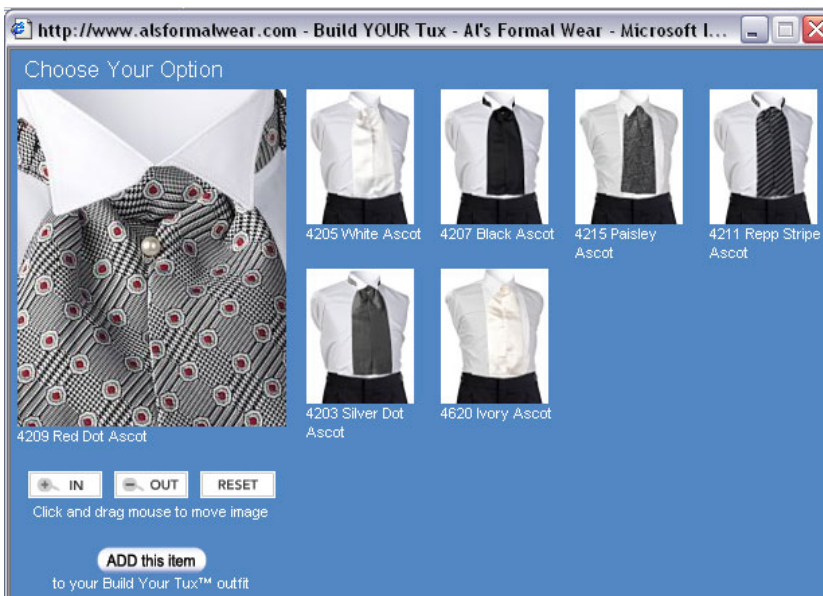 http://www.alsformalwear.com - Build YOUR Tux - Al's Formal Wear - Microsoft I...
Choose Your Option
4205 White Ascot
4207 Black Ascot
4215 Paisley
Ascot
4211 Repp Stripe
Ascot
4209 Red Dot Ascot
4203 Silver Dot
Ascot
4620 Ivory Ascot
IN
OUT
RESET
Click and drag mouse to move image
ADD this item
to your Build Your Tux™ outfit